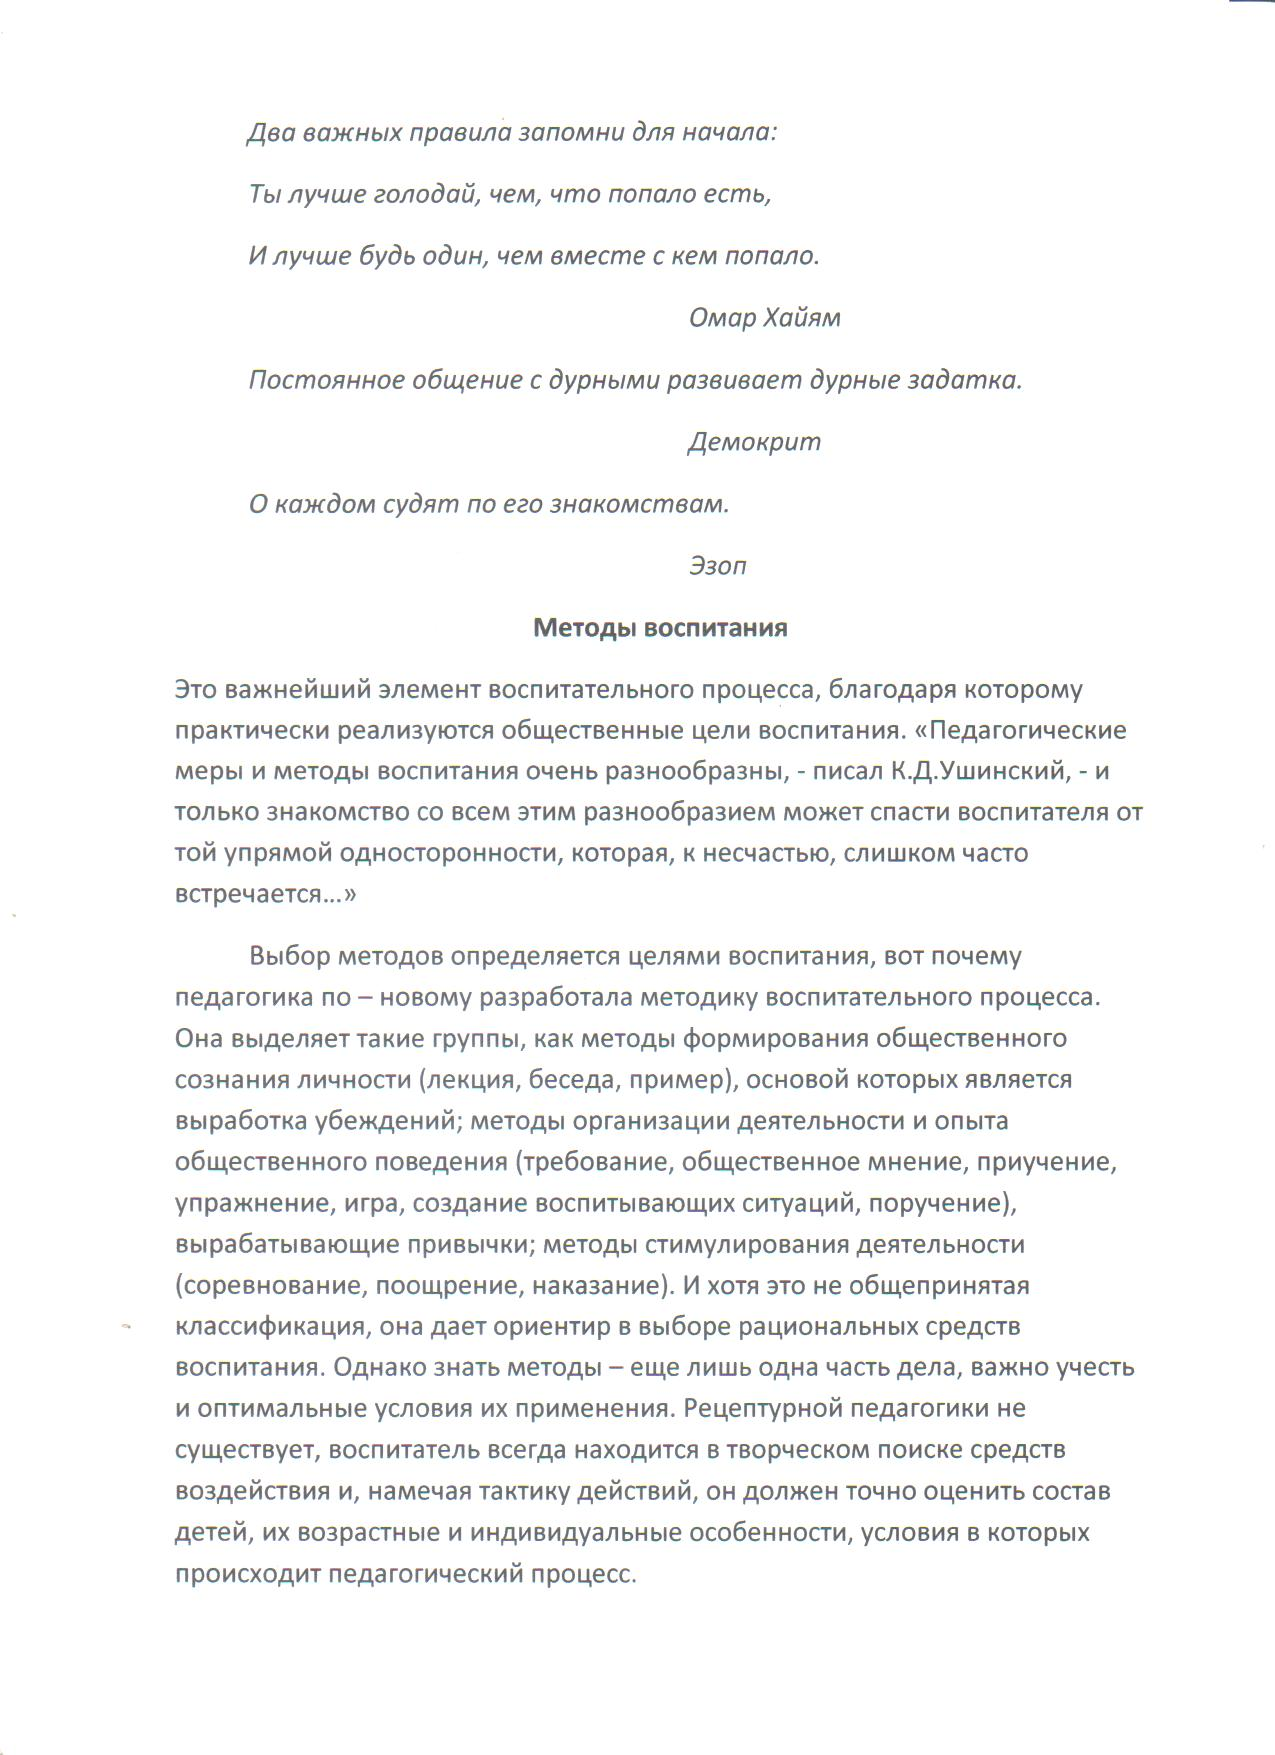 Два важных правила запомни для начала:
Ты лучше голодай, чем, что попало есть,
И лучше будь один, чем вместе с кем попало.
Омар Хайям
Постоянное общение с дурными развивает дурные задатка.
Демокрит
О каждом судят по его знакомствам.
Эзоп
Методы воспитания
Это важнейший элемент воспитательного процесса, благодаря которому
практически реализуются общественные цели воспитания. «Педагогические
меры и методы воспитания очень разнообразны, - писал К.Д.Ушинский, - и
только знакомство со всем этим разнообразием может спасти воспитателя от
той упрямой односторонности, которая, к несчастью, слишком часто
встречается...»
Выбор методов определяется целями воспитания, вот почему
педагогика по – новому разработала методику воспитательного процесса.
Она выделяет такие группы, как методы формирования общественного
сознания личности (лекция, беседа, пример), основой которых является
выработка убеждений; методы организации деятельности и опыта
общественного поведения (требование, общественное мнение, приучение,
упражнение, игра, создание воспитывающих ситуаций, поручение),
вырабатывающие привычки; методы стимулирования деятельности
(соревнование, поощрение, наказание). И хотя это не общепринятая
классификация, она дает ориентир в выборе рациональных средств
воспитания. Однако знать методы – еще лишь одна часть дела, важно учесть
и оптимальные условия их применения. Рецептурной педагогики не
существует, воспитатель всегда находится в творческом поиске средств
воздействия и, намечая тактику действий, он должен точно оценить состав
детей, их возрастные и индивидуальные особенности, условия в которых
происходит педагогический процесс.